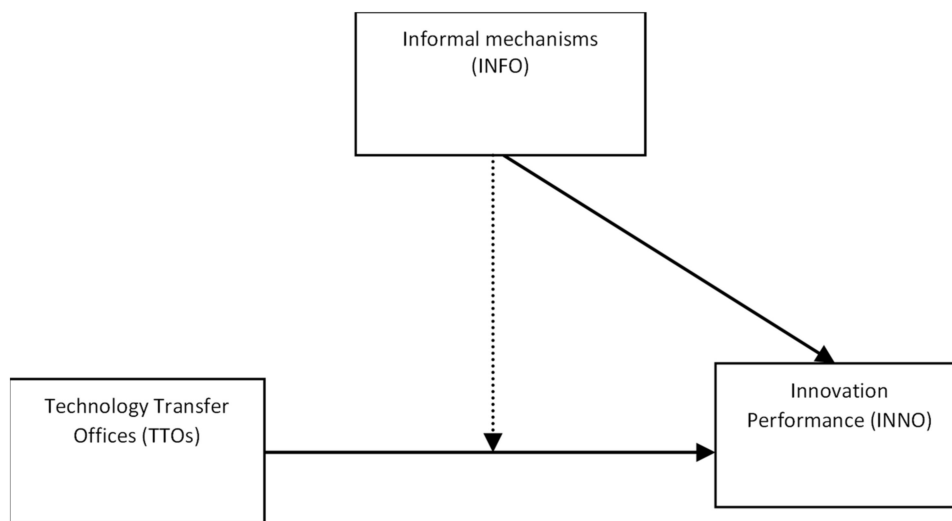 Informal mechanisms
(INFO)
Technology Transfer
Offices (TTOs)
Innovation
Performance (INNO)